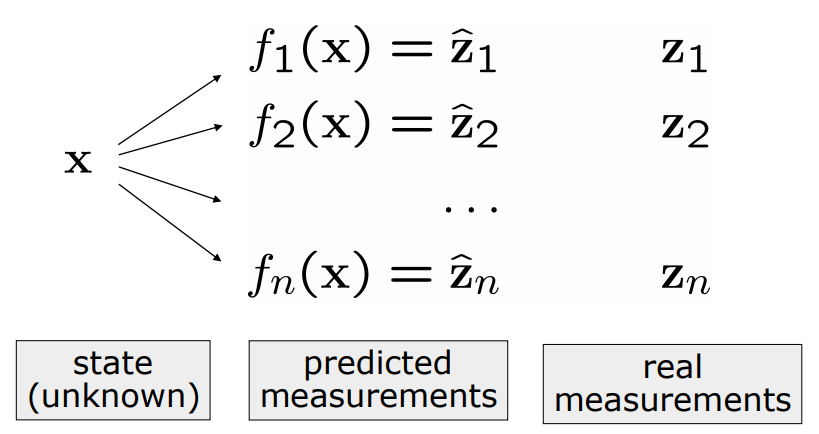 f₁(x) = ẑ₁ z₁
f₂(x) = ẑ₂ z₂
x
...
fₙ(x) = ẑₙ zₙ
state
(unknown)
predicted
measurements
real
measurements